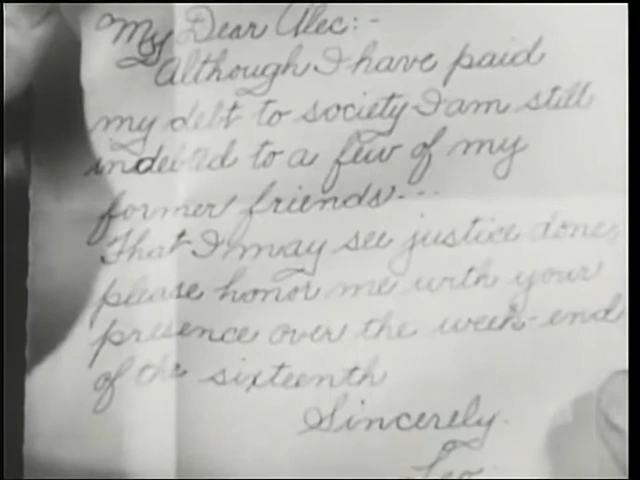 My Dear Alec:-
Although I have paid
my debt to society I am still
indebted to a few of my
former friends---
That I may see justice done,
please honor me with your
presence over the week-end
of the sixteenth
Sincerely.
Leo